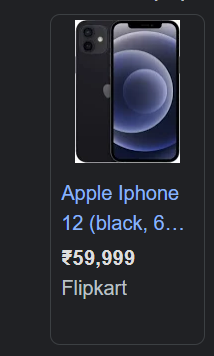 Apple Iphone
12 (black, 6...
₹59,999
Flipkart